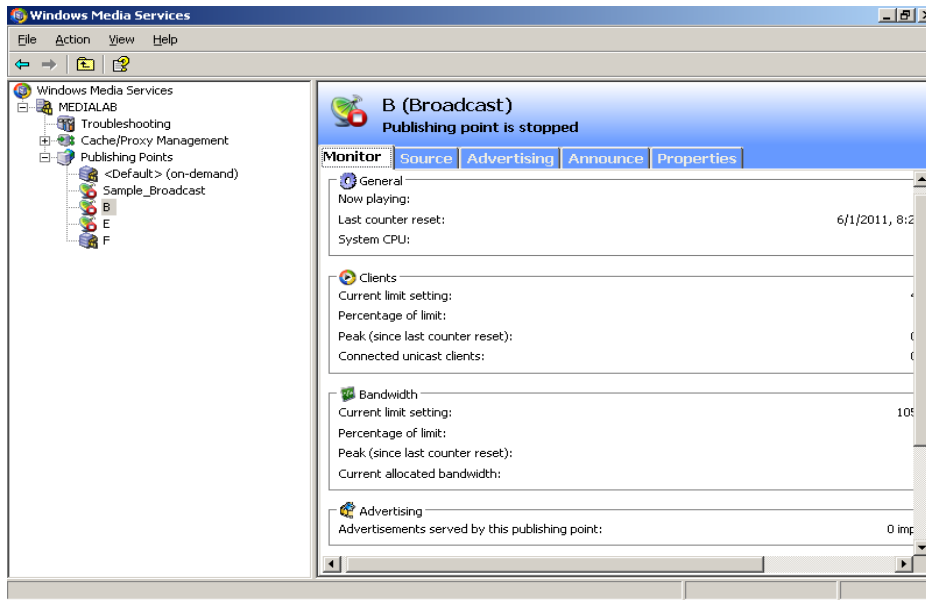 Windows Media Services
File Action View Help
Windows Media Services
MEDIALAB
Troubleshooting
Cache/Proxy Management
Publishing Points
<Default> (on-demand)
Sample_Broadcast
B
E
F
B (Broadcast)
Publishing point is stopped
Monitor Source Advertising Announce Properties
General
Now playing:
Last counter reset: 6/1/2011, 8:2
System CPU:
Clients
Current limit setting:
Percentage of limit:
Peak (since last counter reset):
Connected unicast clients:
Bandwidth
Current limit setting: 105
Percentage of limit:
Peak (since last counter reset):
Current allocated bandwidth:
Advertising
Advertisements served by this publishing point: 0 imp